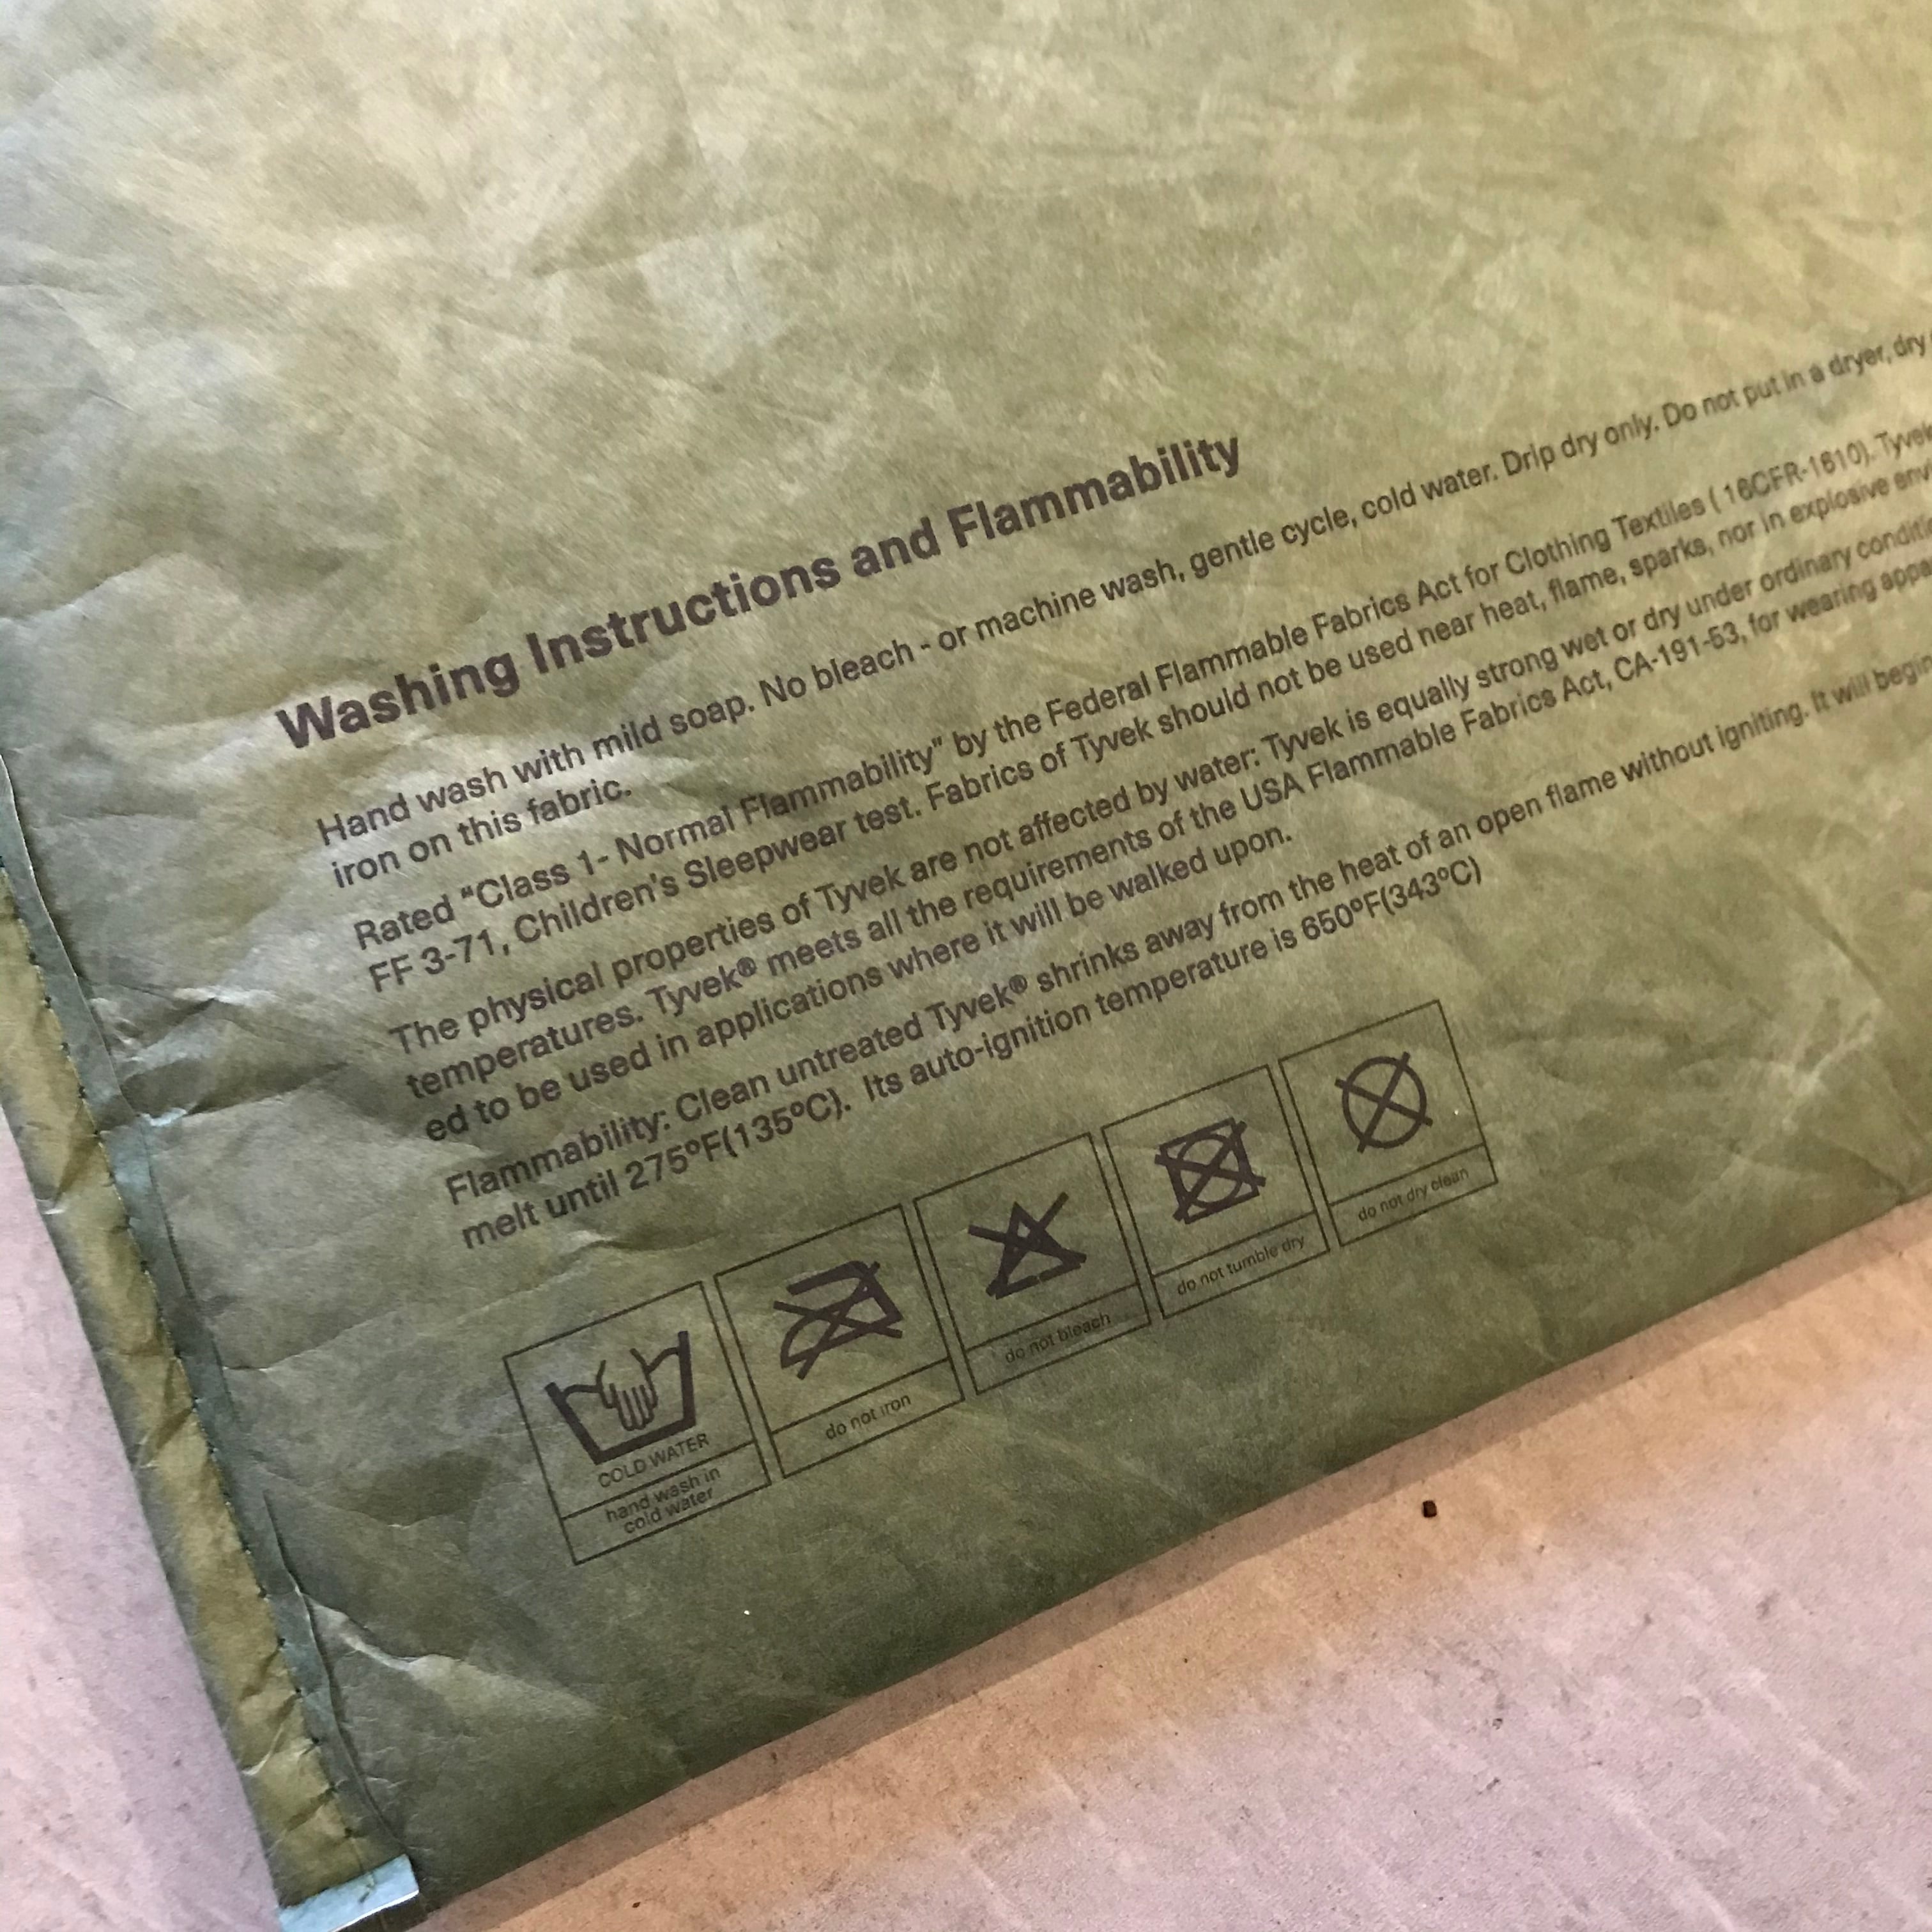 Washing Instructions and Flammability
Hand wash with mild soap. No bleach - or machine wash, gentle cycle, cold water. Drip dry only. Do not put in a dryer, dry
iron on this fabric.
Rated “Class 1- Normal Flammability” by the Federal Flammable Fabrics Act for Clothing Textiles ( 16CFR-1610). Tyvek
FF 3-71, Children's Sleepwear test. Fabrics of Tyvek should not be used near heat, flame, sparks, nor in explosive
The physical properties of Tyvek are not affected by water: Tyvek is equally strong wet or dry under ordinary
temperatures. Tyvek® meets all the requirements of the USA Flammable Fabrics Act, CA-191-53, for wearing
ed to be used in applications where it will be walked upon.
Flammability: Clean untreated Tyvek® shrinks away from the heat of an open flame without igniting. It will begin
melt until 275°F(135°C). Its auto-ignition temperature is 650°F(343°C)
COLD WATER
hand wash in
cold water
do not iron
do not bleach
do not tumble dry
do not dry clean